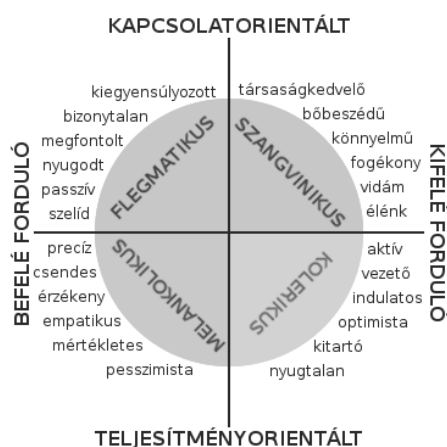 KAPCSOLATORIENTÁLT
kiegyensúlyozott
bizonytalan
megfontolt
nyugodt
passzív
szelíd
társaságkedvelő
bőbeszédű
könnyelmű
fogékony
vidám
élénk
FLEGMATIKUS
SZANGVINIKUS
BEFELÉ FORDULÓ
KIFELÉ FORDULÓ
precíz
csendes
érzékeny
empatikus
mértékletes
pesszimista
MELANKOLIKUS
KOLERIKUS
aktív
vezető
indulatos
optimista
kitartó
nyugtalan
TELJESÍTMÉNYORIENTÁLT